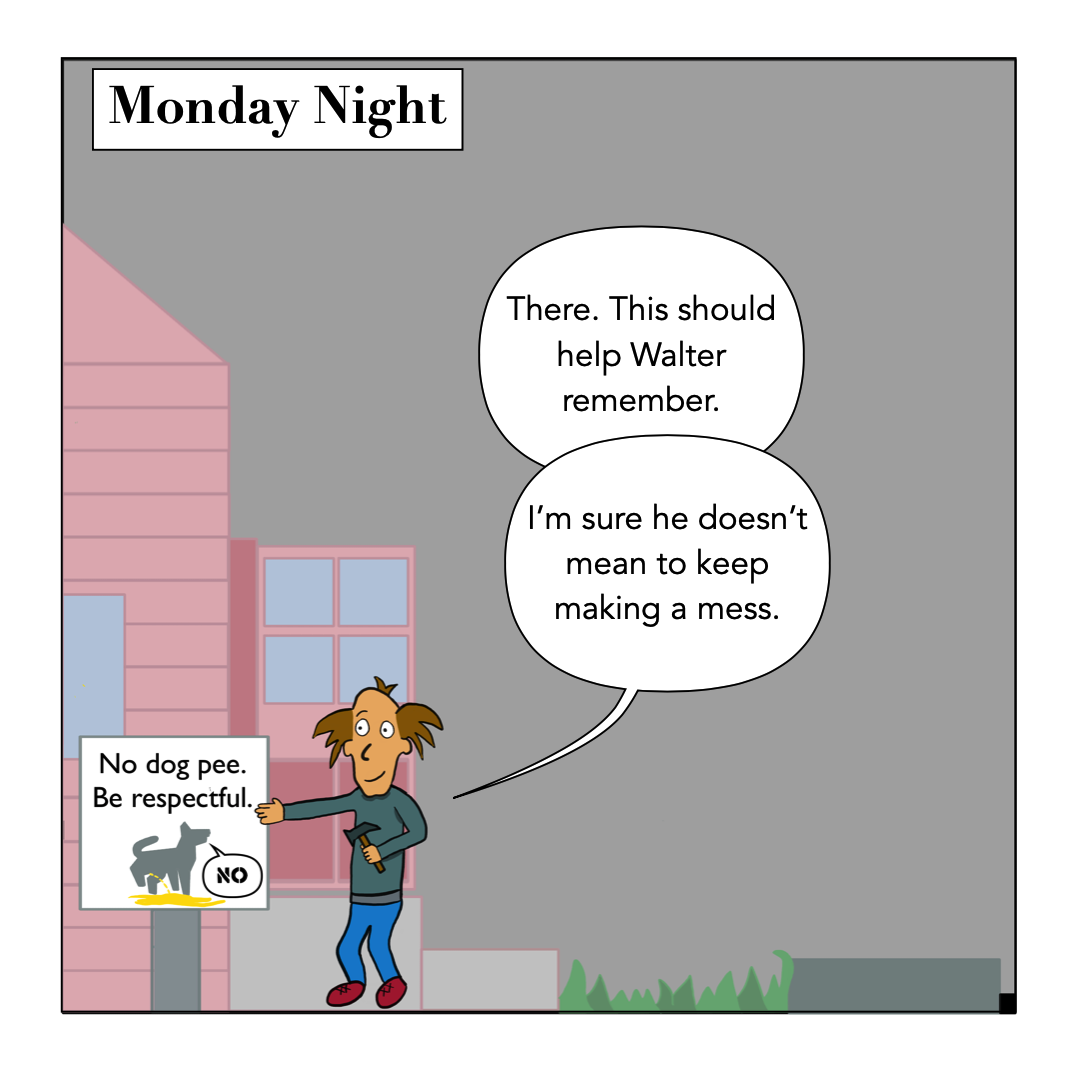 Monday Night
There. This should
help Walter
remember.
I'm sure he doesn't
mean to keep
making a mess.
No dog pee.
Be respectful.
NO